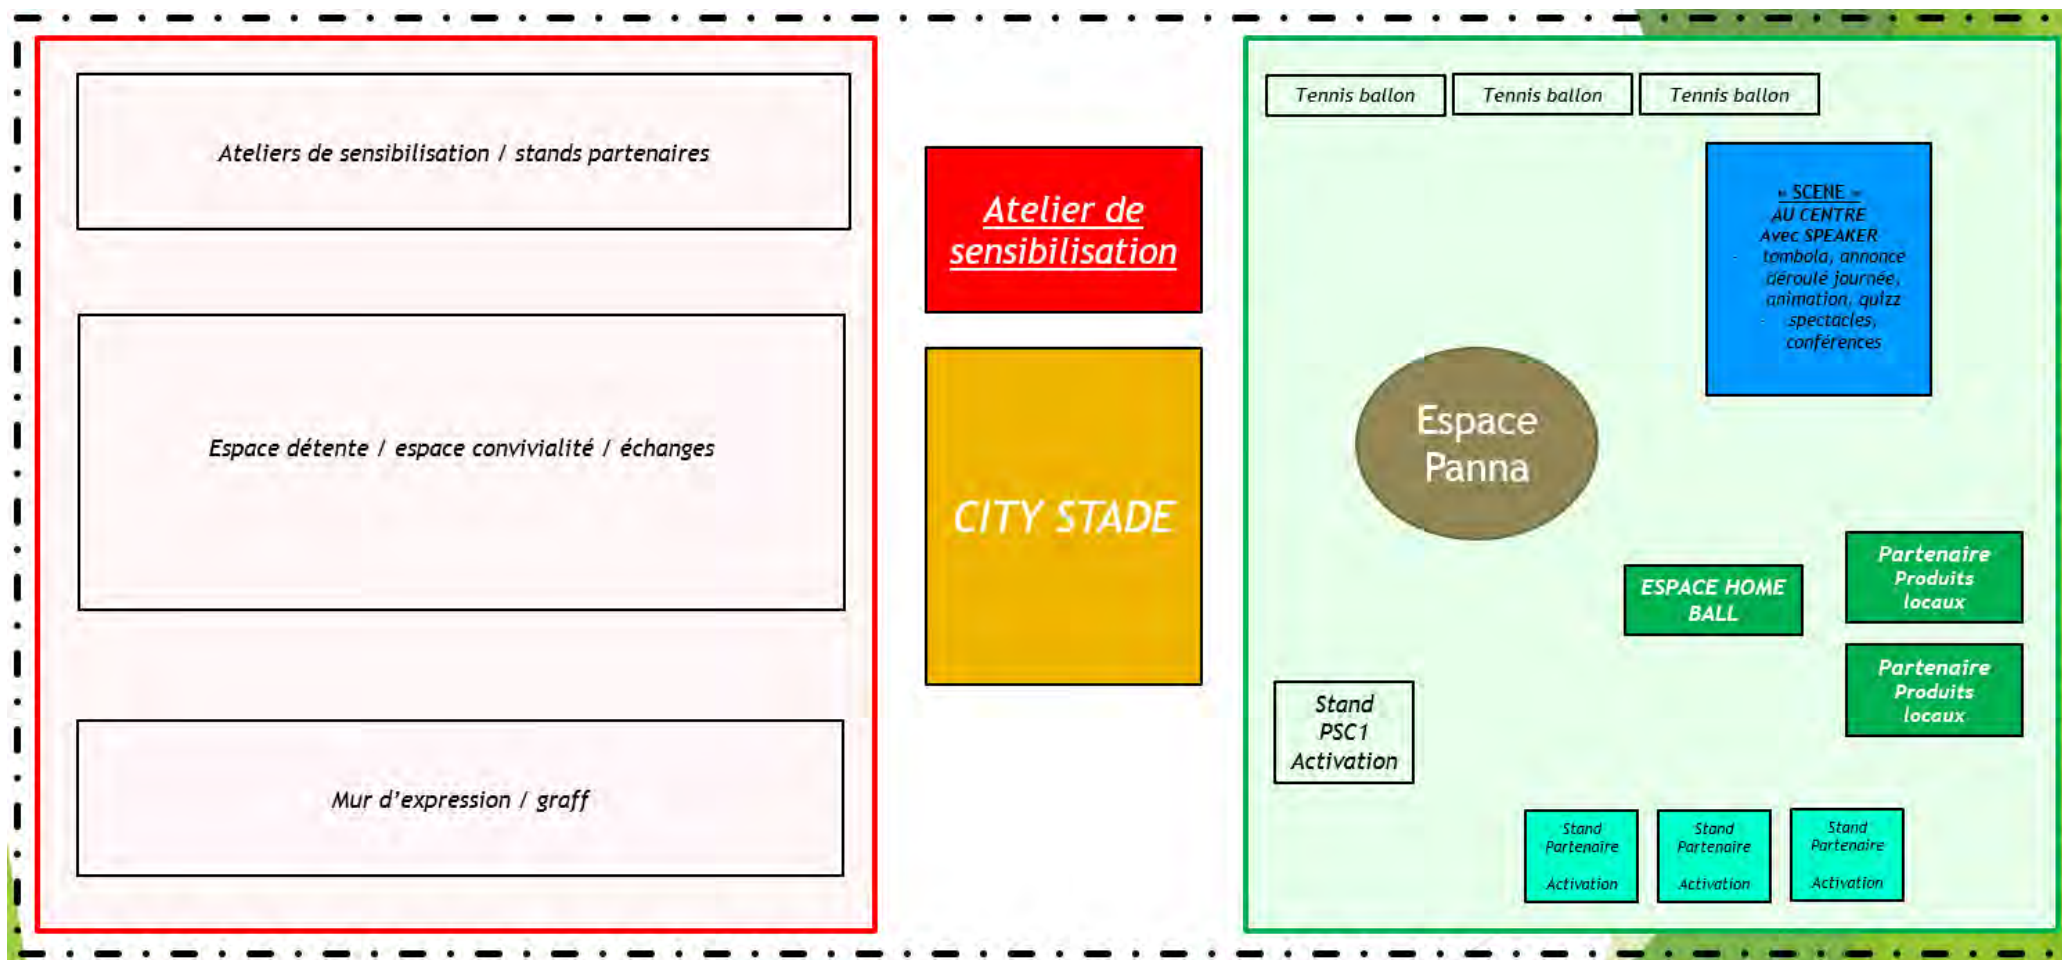 Ateliers de sensibilisation / stands partenaires
Espace détente / espace convivialité / échanges
Mur d'expression / graff
Atelier de
sensibilisation
CITY STADE
Tennis ballon
Tennis ballon
Tennis ballon
« SCENE »
AU CENTRE
Avec SPEAKER
- tombola, annonce
déroulé journée,
animation, quizz
- spectacles,
conférences
Espace
Panna
ESPACE HOME
BALL
Partenaire
Produits
locaux
Partenaire
Produits
locaux
Stand
PSC1
Activation
Stand
Partenaire
Activation
Stand
Partenaire
Activation
Stand
Partenaire
Activation